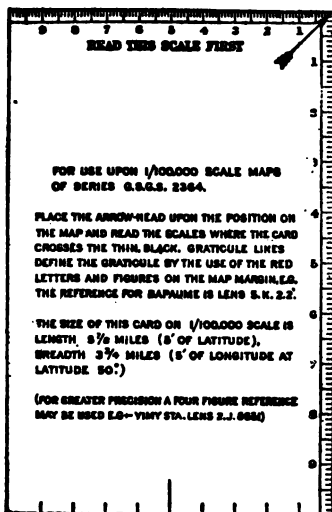 9 8 7 6 5 4 3 2 1
READ THIS SCALE FIRST
1
2
3
FOR USE UPON 1/100,000 SCALE MAPS
OF SERIES G.S.G.S. 2364.
4
PLACE THE ARROW-HEAD UPON THE POSITION ON
THE MAP AND READ THE SCALES WHERE THE CARD
CROSSES THE THIN, BLACK, GRATICULE LINES
5
DEFINE THE GRATICULE BY THE USE OF THE RED
LETTERS AND FIGURES ON THE MAP MARGIN, E.G.
THE REFERENCE FOR BAPAUME IS LENS 5.K. 2.2'.
6
THE SIZE OF THIS CARD ON 1/100,000 SCALE IS
LENGTH, MILES (5' OF LATITUDE),
BREADTH 3¾ MILES (5' OF LONGITUDE AT
LATITUDE 50°.)
7
(FOR GREATER PRECISION A FOUR FIGURE REFERENCE
MAY BE USED E.G.- VIMY STA. LENS 2.J.
8
9